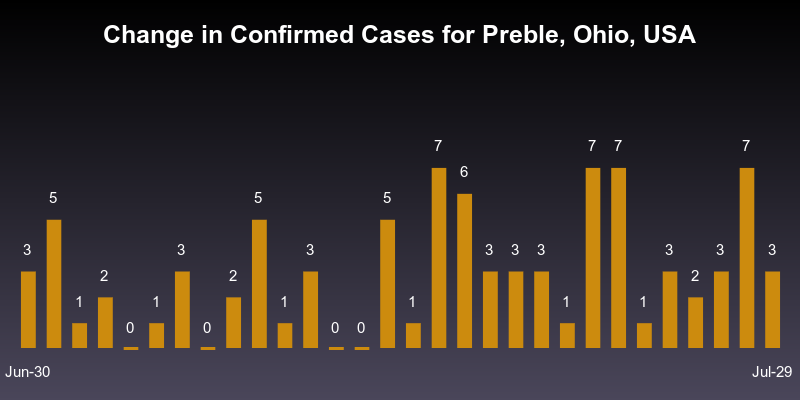 Change in Confirmed Cases for Preble, Ohio, USA
3 5 1 2 0 1 3 0 2 5 1 3 0 0 5 1 7 6 3 3 3 1 7 7 1 3 2 3 7 3
Jun-30 Jul-29